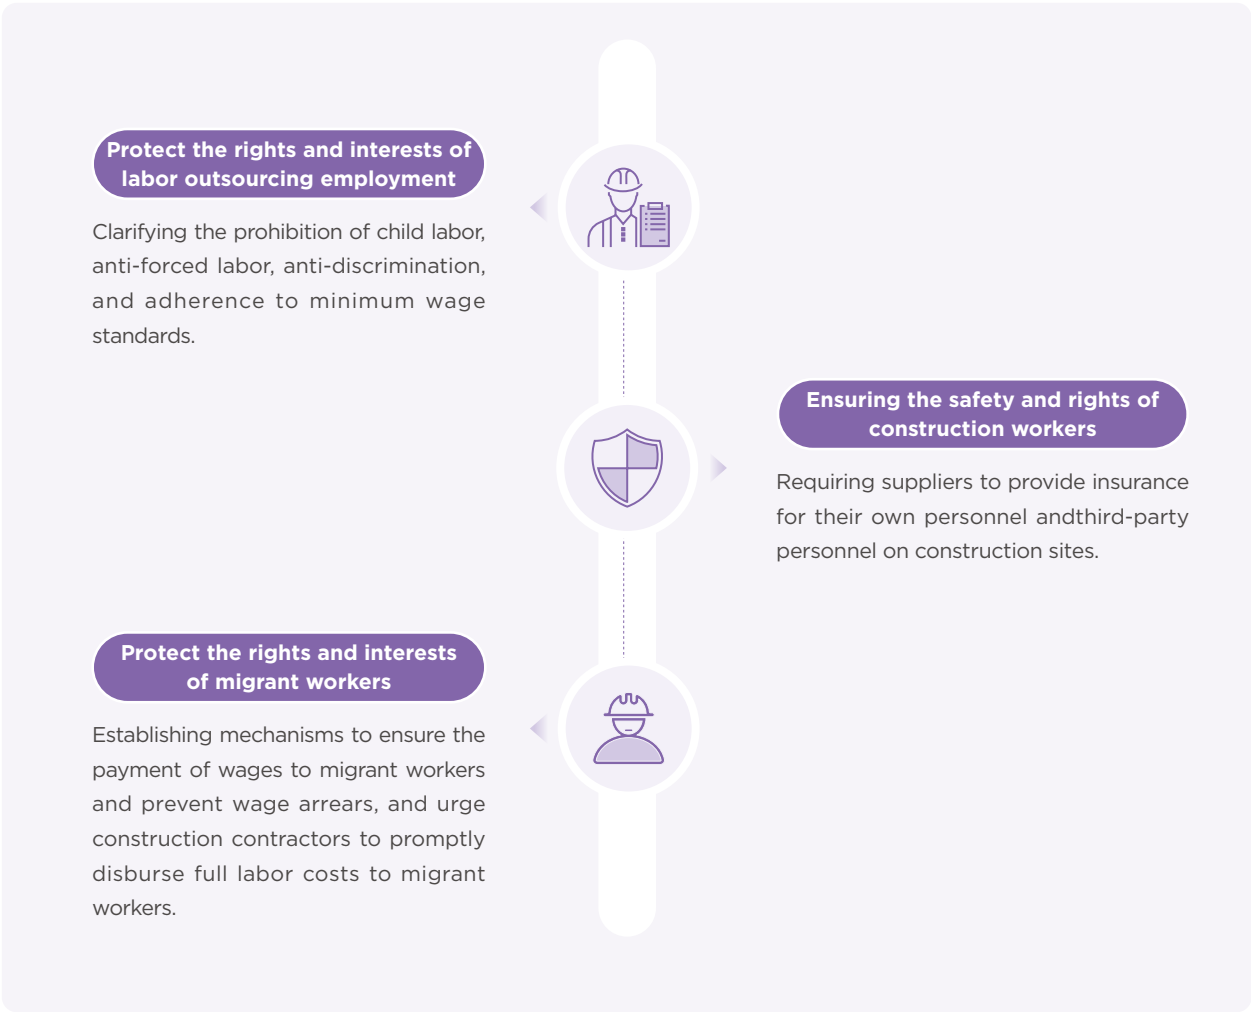 Protect the rights and interests of
labor outsourcing employment
Clarifying the prohibition of child labor,
anti-forced labor, anti-discrimination,
and adherence to minimum wage
standards.
Ensuring the safety and rights of
construction workers
Requiring suppliers to provide insurance
for their own personnel andthird-party
personnel on construction sites.
Protect the rights and interests
of migrant workers
Establishing mechanisms to ensure the
payment of wages to migrant workers
and prevent wage arrears, and urge
construction contractors to promptly
disburse full labor costs to migrant
workers.